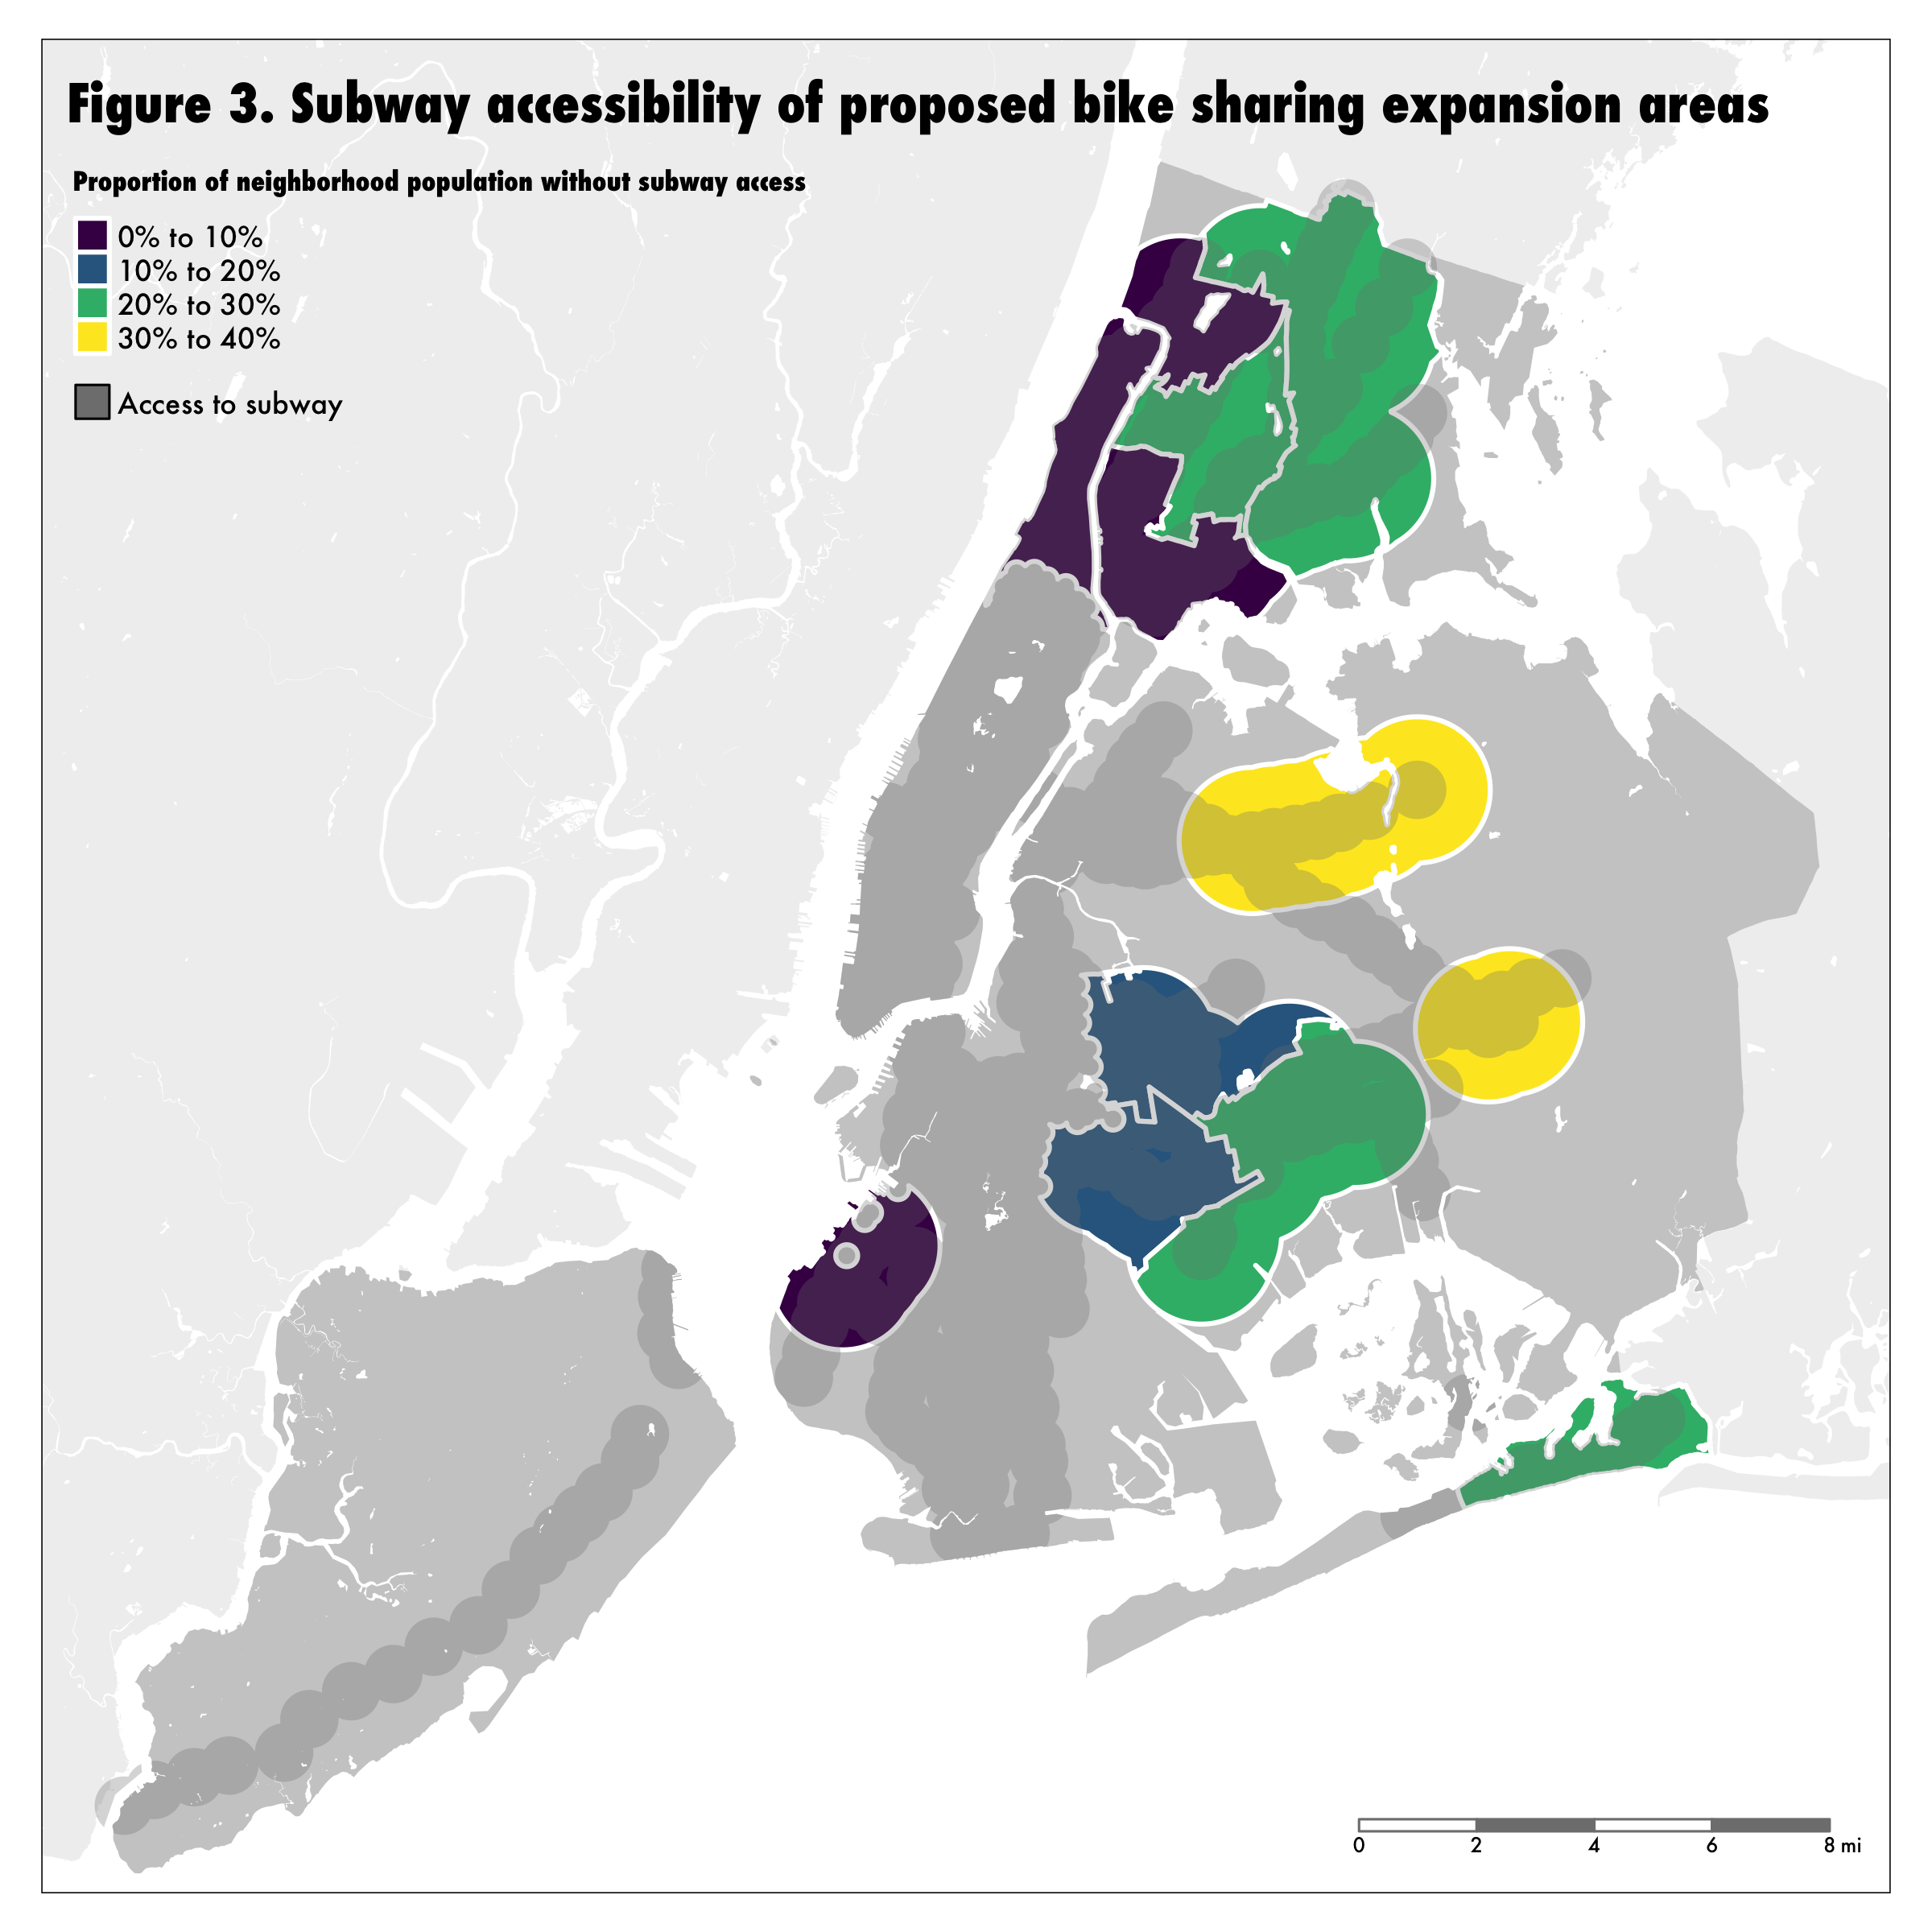 Figure 3. Subway accessibility of proposed bike sharing expansion areas
Proportion of neighborhood population without subway access
0% to 10%
10% to 20%
20% to 30%
30% to 40%
Access to subway
0 2 4 6 8 mi